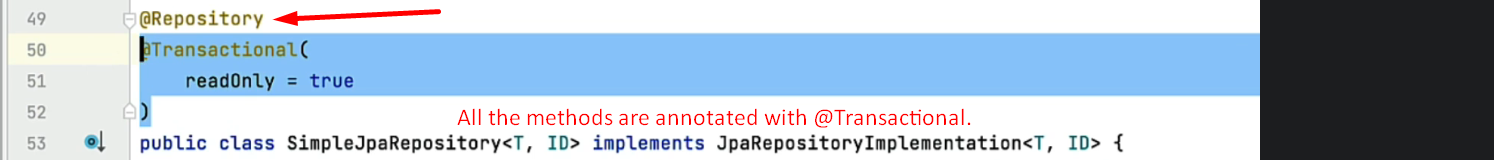 49 @Repository
50 @Transactional(
51 readOnly = true
52 )
All the methods are annotated with @Transactional.
53 public class SimpleJpaRepository<T, ID> implements JpaRepositoryImplementation<T, ID> {